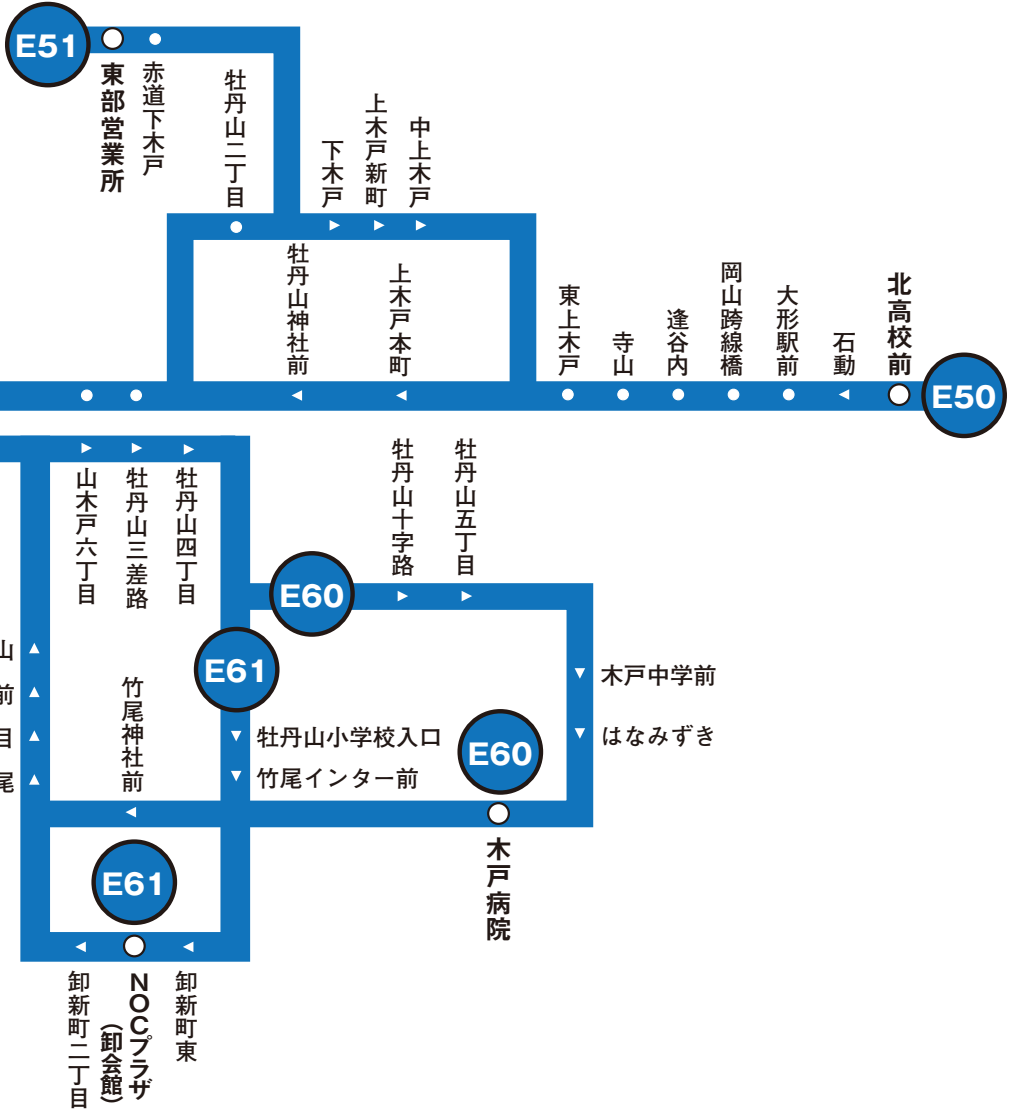 E51
東部営業所
赤道下木戸
牡丹山二丁目
下木戸
上木戸新町
中上木戸
牡丹山神社前
上木戸本町
東上木戸
寺山
逢谷内
岡山跨線橋
大形駅前
石動
北高校前
E50
山木戸六丁目
牡丹山三差路
牡丹山四丁目
牡丹山十字路
牡丹山五丁目
E60
E61
山
前
目
尾
竹尾神社前
牡丹山小学校入口
竹尾インター前
木戸中学前
はなみずき
E60
木戸病院
E61
卸新町二丁目
NOCプラザ
(卸会館)
卸新町東